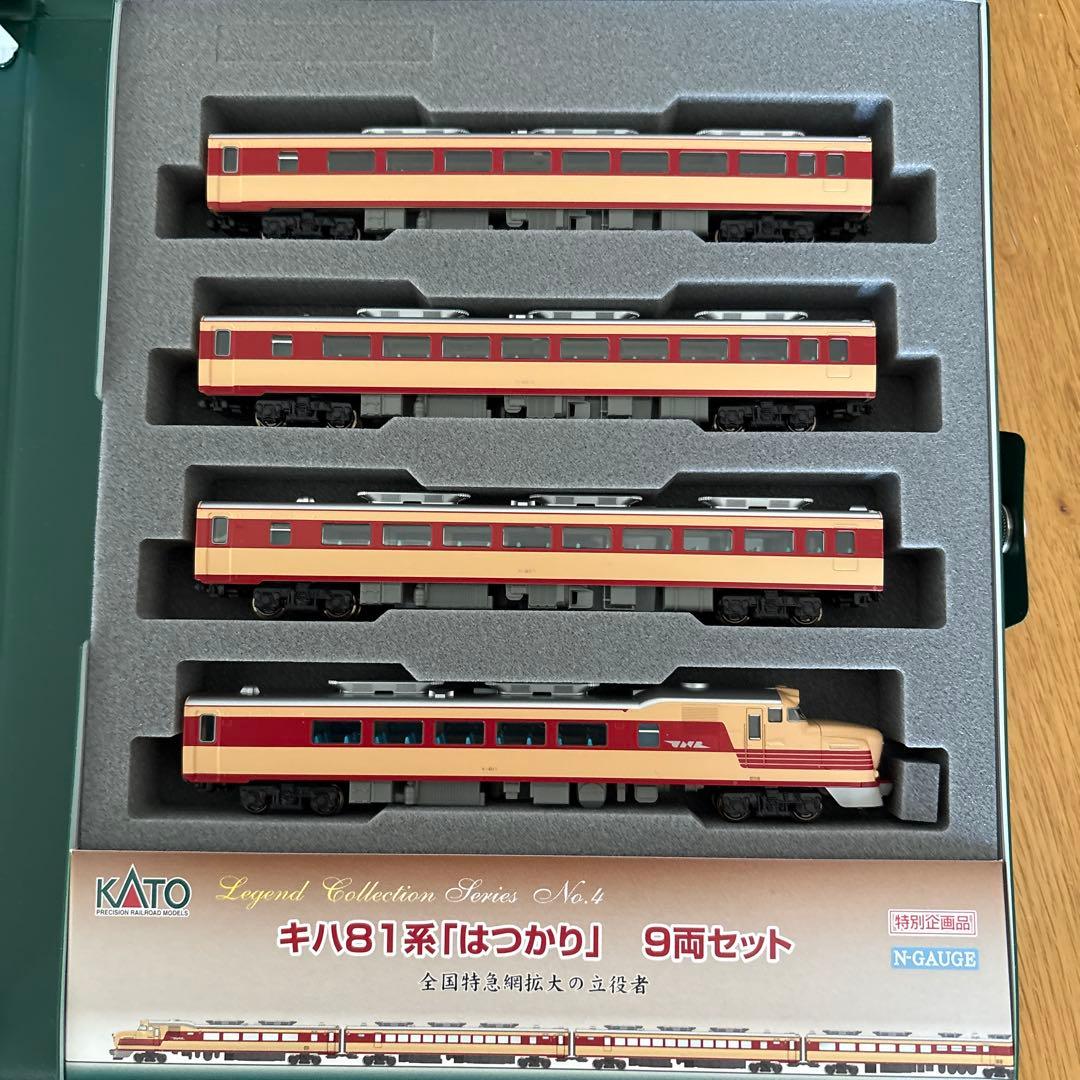 KATO
PRECISION RAILROAD MODELS
Legend Collection Series No.4
キハ81系「はつかり」 9両セット
特別企画品
N-GAUGE
全国特急網拡大の立役者